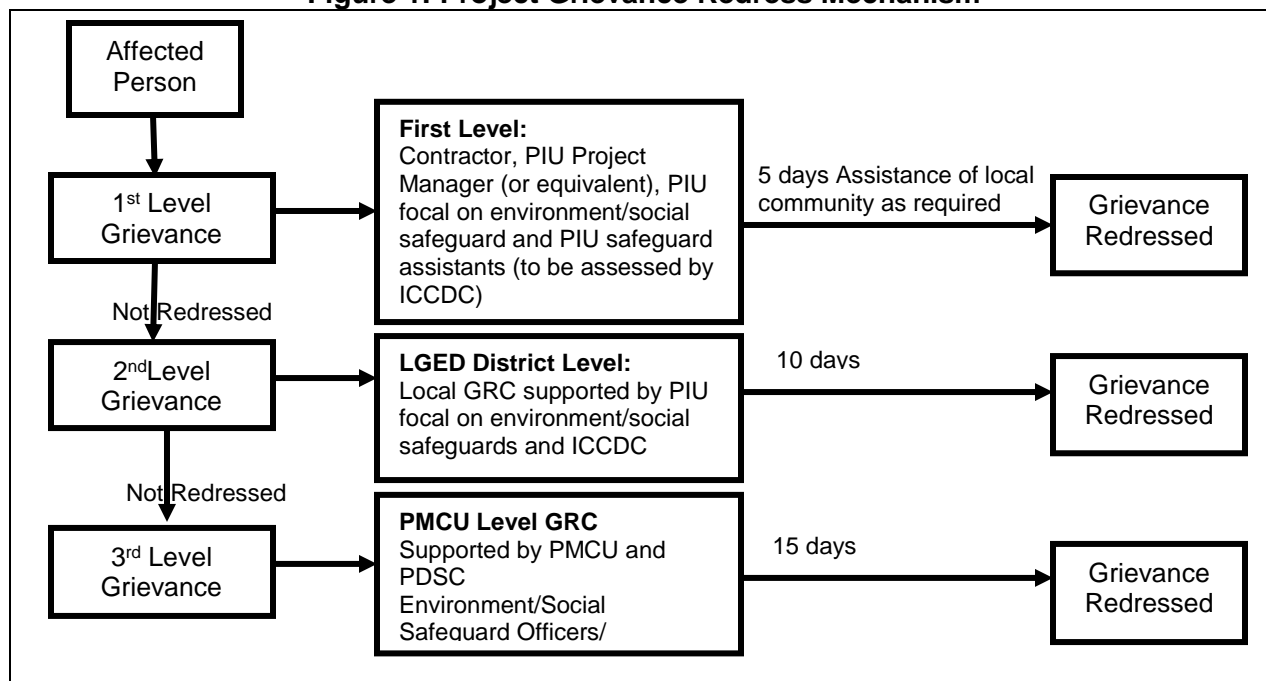 Figure 1: Project Grievance Redress Mechanism
Affected
Person
1st Level
Grievance
First Level:
Contractor, PIU Project
Manager (or equivalent), PIU
focal on environment/social
safeguard and PIU safeguard
assistants (to be assessed by
ICCDC)
5 days Assistance of local
community as required
Grievance
Redressed
Not Redressed
2ndLevel
Grievance
LGED District Level:
Local GRC supported by PIU
focal on environment/social
safeguards and ICCDC
10 days
Grievance
Redressed
Not Redressed
3rd Level
Grievance
PMCU Level GRC
Supported by PMCU and
PDSC
Environment/Social
Safeguard Officers/
15 days
Grievance
Redressed